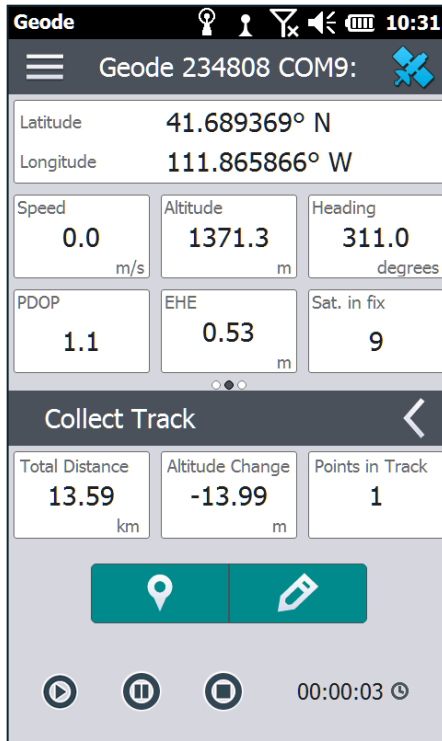 Geode 10:31
Geode 234808 COM9:
Latitude 41.689369° N
Longitude 111.865866° W
Speed Altitude Heading
0.0 1371.3 311.0
m/s m degrees
PDOP EHE Sat. in fix
1.1 0.53 9
m
Collect Track
Total Distance Altitude Change Points in Track
13.59 -13.99 1
km m
00:00:03